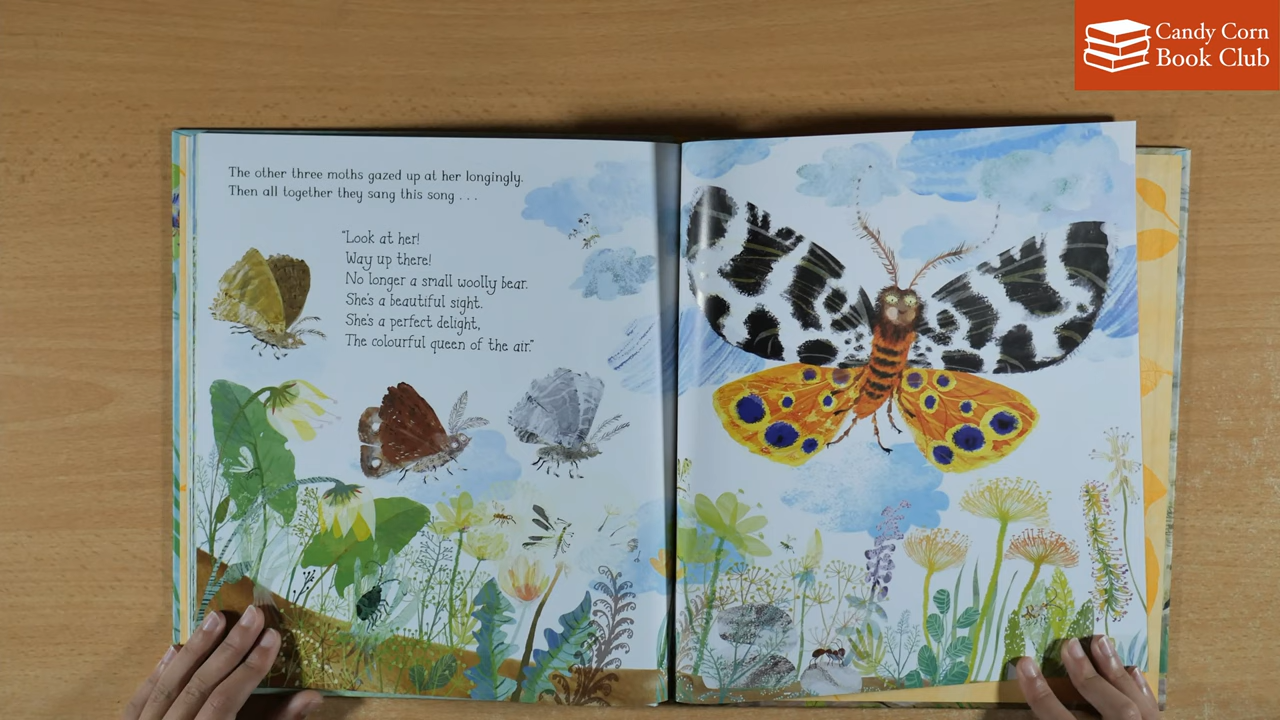 Candy Corn
Book Club
The other three moths gazed up at her longingly.
Then all together they sang this song . . .
"Look at her!
Way up there!
No longer a small woolly bear.
She's a beautiful sight.
She's a perfect delight,
The colourful queen of the air."